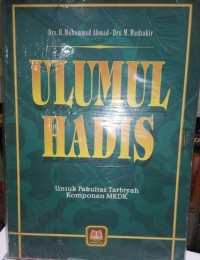 Drs. H. Muhammad Ahmad - Drs. M. Mudzakir
ULUMUL
HADIS
Untuk Fakultas Tarbiyah
Komponen MKDK